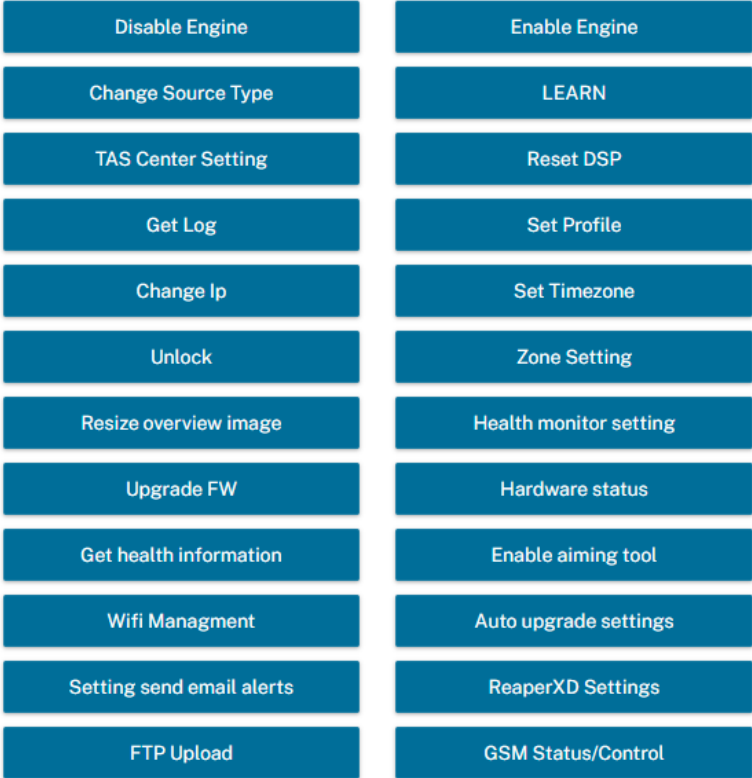 Disable Engine
Enable Engine
Change Source Type
LEARN
TAS Center Setting
Reset DSP
Get Log
Set Profile
Change Ip
Set Timezone
Unlock
Zone Setting
Resize overview image
Health monitor setting
Upgrade FW
Hardware status
Get health information
Enable aiming tool
Wifi Managment
Auto upgrade settings
Setting send email alerts
ReaperXD Settings
FTP Upload
GSM Status/Control